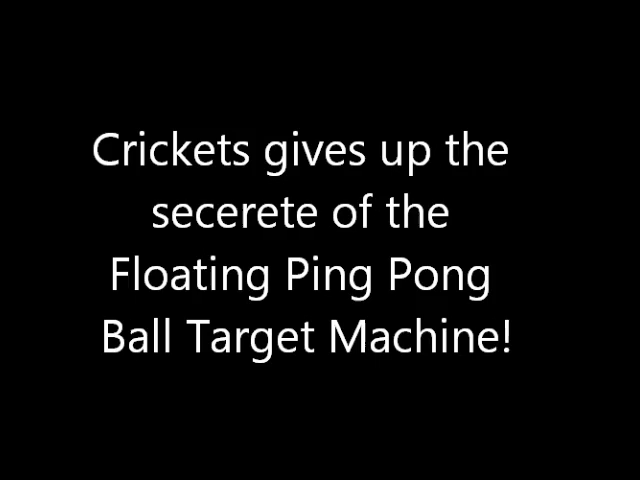 Crickets gives up the
secerete of the
Floating Ping Pong
Ball Target Machine!